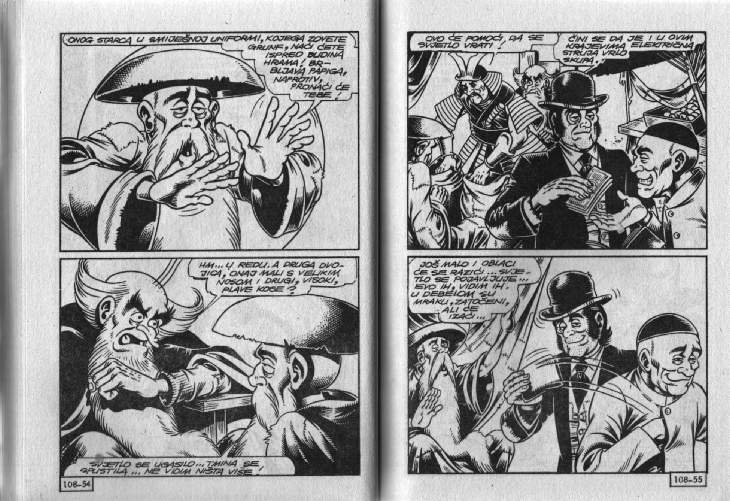 ONOG STARCA U SMIJEŠNOJ UNIFORMI, KOJEGA ZOVETE
GRUNF, NAĆI ĆETE
ISPRED BUDINA
HRAMA! BR-
BLJAVA PAPIGA,
NAPROTIV,
PRONAĆI ĆE
TEBE!
HM... U REDU. A DRUGA DVO-
JICA, ONAJ MALI S VELIKIM
NOSOM I DRUGI, VISOKI,
PLAVE KOSE?
SVJETLO SE UGASILO... TMINA SE
SPUSTILA... NE VIDIM NIŠTA VIŠE!
108-54
OVO ĆE POMOĆI, DA SE
SVJETLO VRATI!
ČINI SE DA JE I U OVIM
KRAJEVIMA ELEKTRIČNA
STRUJA VRLO
SKUPA.
JOŠ MALO I OBLACI
ĆE SE RAZIĆI... SVJE-
TLO SE POJAVLJUJE...
EVO IH, VIDIM IH.
U DEBELOM SU
MRAKU, ZATOČENI,
ALI ĆE
IZAĆI...
108-55